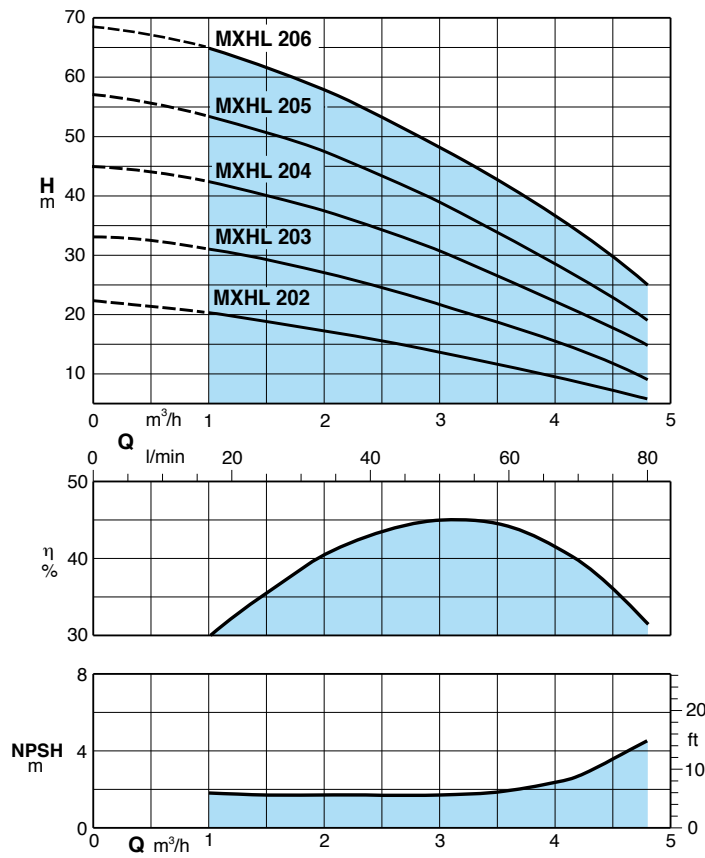 70
MXHL 206
60
MXHL 205
50
MXHL 204
H
m
40
MXHL 203
30
MXHL 202
20
10
0 m³/h 1 2 3 4 5
Q
0 l/min 20 40 60 80
50
η
%
40
30
8
NPSH
m
4
0
20
ft
10
0
0 1 2 3 4 5
Q m³/h